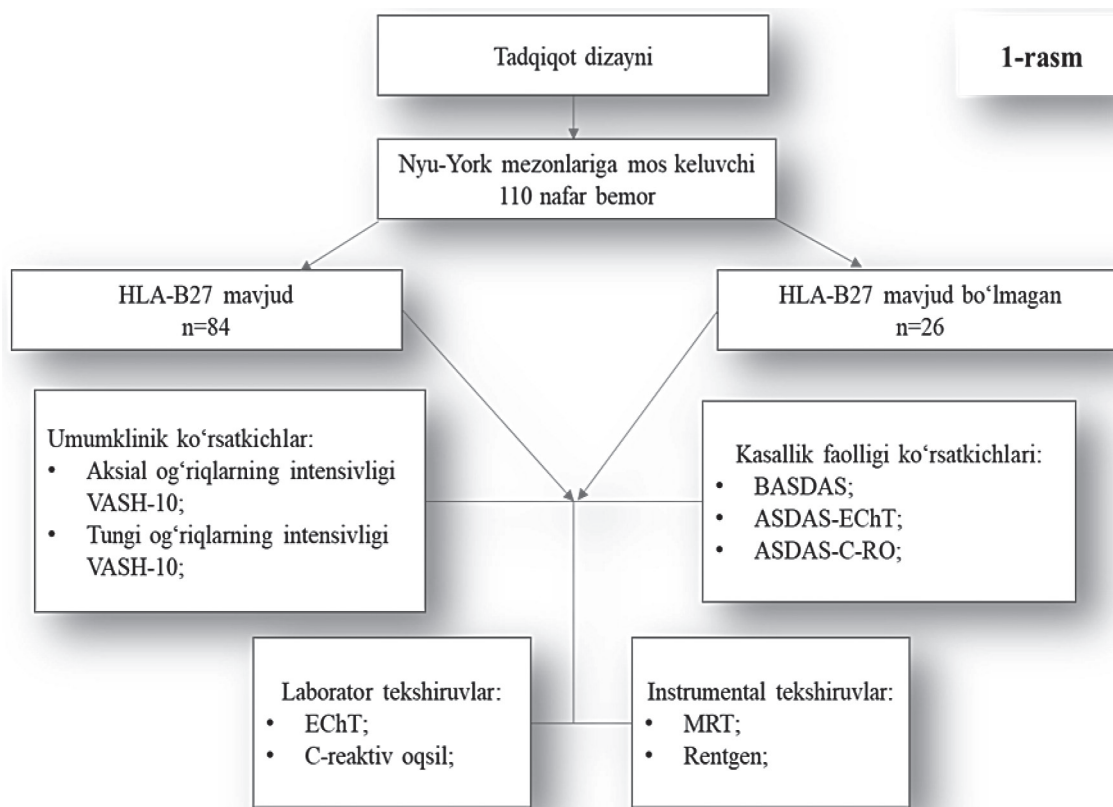 Tadqiqot dizayni
1-rasm
Nyu-York mezonlariga mos keluvchi
110 nafar bemor
HLA-B27 mavjud
n=84
HLA-B27 mavjud bo‘lmagan
n=26
Umumklinik ko‘rsatkichlar:
• Aksial og‘riqlarning intensivligi
VASH-10;
• Tungi og‘riqlarning intensivligi
VASH-10;
Kasallik faolligi ko‘rsatkichlari:
• BASDAS;
• ASDAS-EChT;
• ASDAS-C-RO;
Laborator tekshiruvlar:
• EChT;
• C-reaktiv oqsil;
Instrumental tekshiruvlar:
• MRT;
• Rentgen;